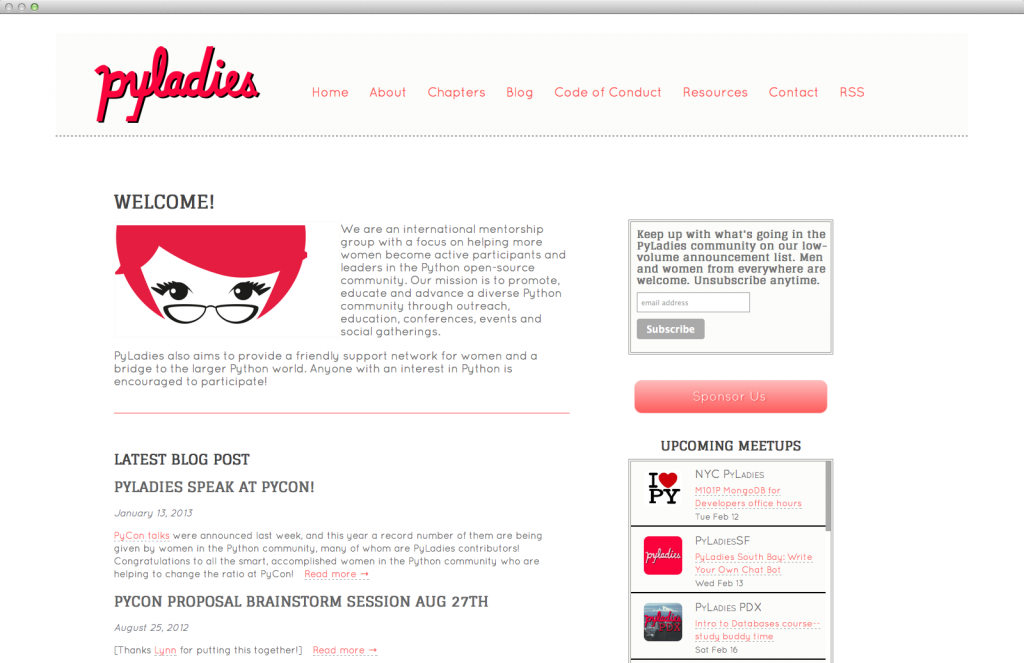 pyladies
Home About Chapters Blog Code of Conduct Resources Contact RSS
WELCOME!
We are an international mentorship
group with a focus on helping more
women become active participants and
leaders in the Python open-source
community. Our mission is to promote,
educate and advance a diverse Python
community through outreach,
education, conferences, events and
social gatherings.
PyLadies also aims to provide a friendly support network for women and a
bridge to the larger Python world. Anyone with an interest in Python is
encouraged to participate!
LATEST BLOG POST
PYLADIES SPEAK AT PYCON!
January 13, 2013
PyCon talks were announced last week, and this year a record number of them are being
given by women in the Python community, many of whom are PyLadies contributors!
Congratulations to all the smart, accomplished women in the Python community who are
helping to change the ratio at PyCon! Read more →
PYCON PROPOSAL BRAINSTORM SESSION AUG 27TH
August 25, 2012
[Thanks Lynn for putting this together!] Read more →
Keep up with what's going in the
PyLadies community on our low-
volume announcement list. Men
and women from everywhere are
welcome. Unsubscribe anytime.
email address
Subscribe
Sponsor Us
UPCOMING MEETUPS
I PY
NYC PyLadies
M101P MongoDB for
Developers office hours
Tue Feb 12
pyladies
PyLadiesSF
PyLadies South Bay: Write
Your Own Chat Bot
Wed Feb 13
pyladies
PDX
PyLadies PDX
Intro to Databases course--
study buddy time
Sat Feb 16